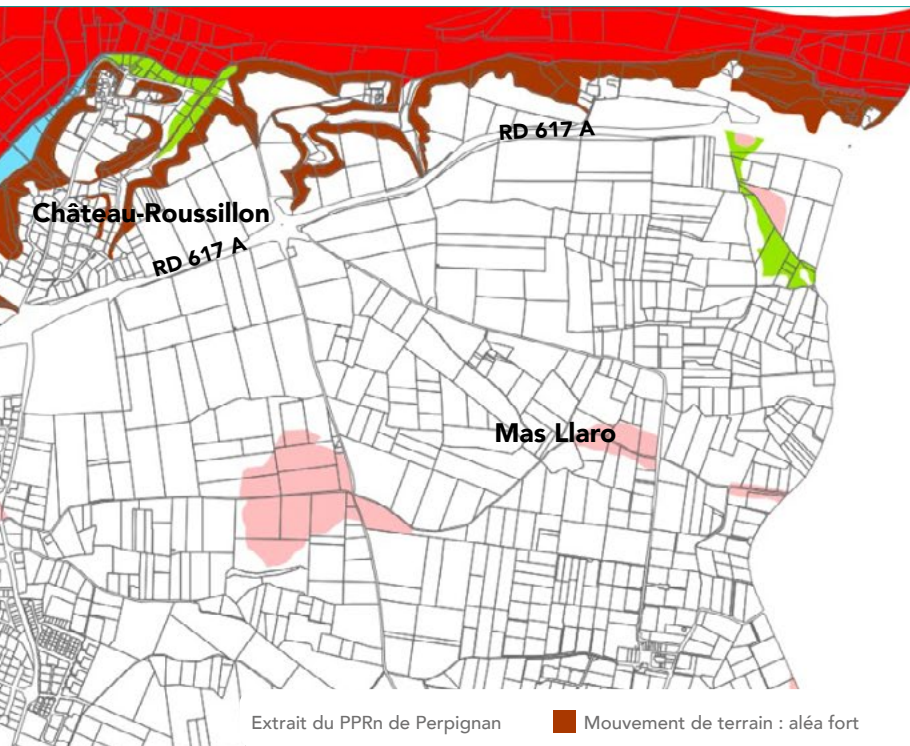 RD 617 A
Château-Roussillon
RD 617 A
Mas Llaro
Extrait du PPRn de Perpignan
Mouvement de terrain : aléa fort